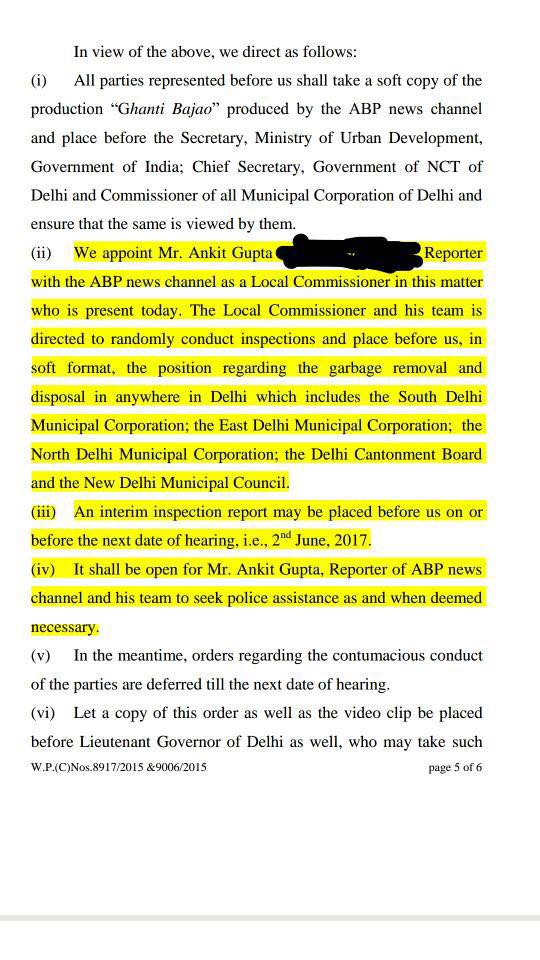 In view of the above, we direct as follows:
(i) All parties represented before us shall take a soft copy of the
production “Ghanti Bajao” produced by the ABP news channel
and place before the Secretary, Ministry of Urban Development,
Government of India; Chief Secretary, Government of NCT of
Delhi and Commissioner of all Municipal Corporation of Delhi and
ensure that the same is viewed by them.
(ii) We appoint Mr. Ankit Gupta Reporter
with the ABP news channel as a Local Commissioner in this matter
who is present today. The Local Commissioner and his team is
directed to randomly conduct inspections and place before us, in
soft format, the position regarding the garbage removal and
disposal in anywhere in Delhi which includes the South Delhi
Municipal Corporation; the East Delhi Municipal Corporation; the
North Delhi Municipal Corporation; the Delhi Cantonment Board
and the New Delhi Municipal Council.
(iii) An interim inspection report may be placed before us on or
before the next date of hearing, i.e., 2nd June, 2017.
(iv) It shall be open for Mr. Ankit Gupta, Reporter of ABP news
channel and his team to seek police assistance as and when deemed
necessary.
(v) In the meantime, orders regarding the contumacious conduct
of the parties are deferred till the next date of hearing.
(vi) Let a copy of this order as well as the video clip be placed
before Lieutenant Governor of Delhi as well, who may take such
W.P.(C)Nos.8917/2015 &9006/2015 page 5 of 6